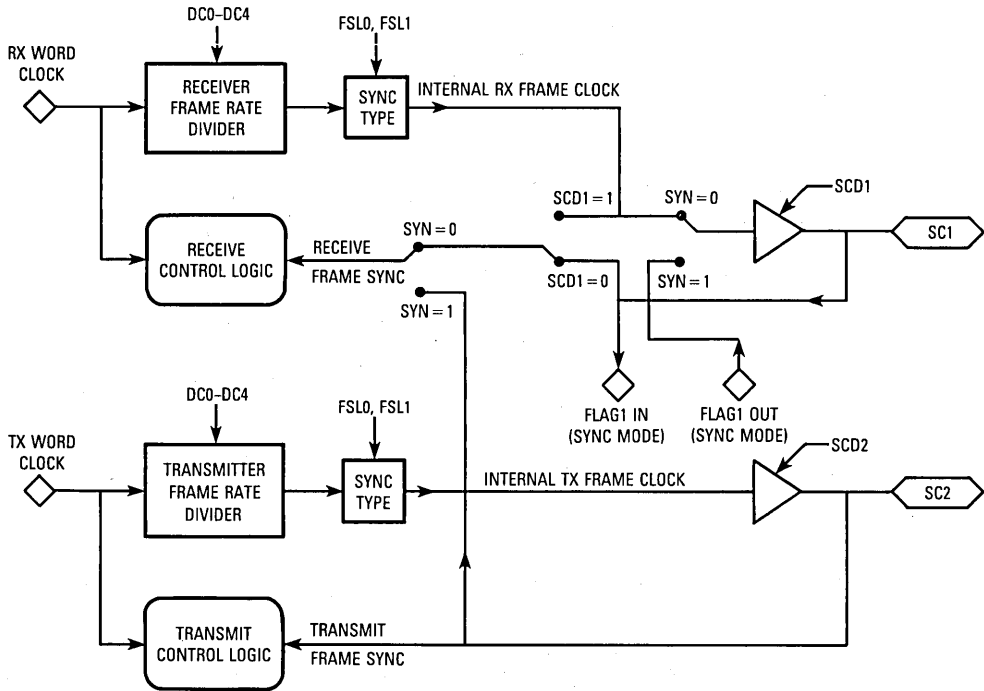 DC0–DC4
FSL0, FSL1
RX WORD
CLOCK
RECEIVER
FRAME RATE
DIVIDER
SYNC
TYPE
INTERNAL RX FRAME CLOCK
SCD1 = 1
SYN = 0
SCD1
SC1
RECEIVE
CONTROL LOGIC
RECEIVE
FRAME SYNC
SYN = 0
SCD1 = 0
SYN = 1
SYN = 1
FLAG1 IN
(SYNC MODE)
FLAG1 OUT
(SYNC MODE)
DC0–DC4
FSL0, FSL1
TX WORD
CLOCK
TRANSMITTER
FRAME RATE
DIVIDER
SYNC
TYPE
INTERNAL TX FRAME CLOCK
SCD2
SC2
TRANSMIT
CONTROL LOGIC
TRANSMIT
FRAME SYNC